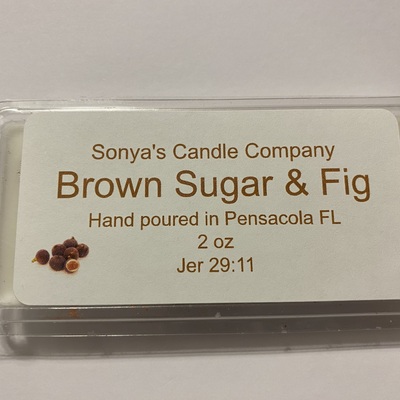 Sonya's Candle Company
Brown Sugar & Fig
Hand poured in Pensacola FL
2 oz
Jer 29:11